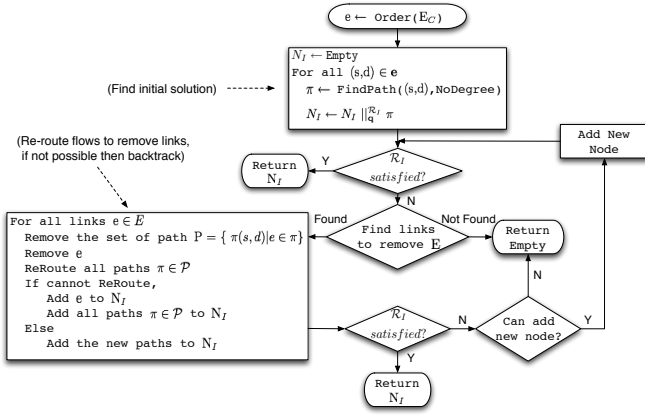 e ← Order(E_C)
N_I ← Empty
For all (s,d) ∈ e
π ← FindPath((s,d),NoDegree)
N_I ← N_I ||_q^{R_I} π
(Find initial solution)
Add New
Node
(Re-route flows to remove links,
if not possible then backtrack)
Return
N_I
Y
R_I
satisfied?
N
For all links e ∈ E
Remove the set of path P = { π(s,d)|e ∈ π}
Remove e
ReRoute all paths π ∈ P
If cannot ReRoute,
Add e to N_I
Add all paths π ∈ P to N_I
Else
Add the new paths to N_I
Found
Find links
to remove E
Not Found
Return
Empty
N
R_I
satisfied?
N
Can add
new node?
Y
Y
Return
N_I